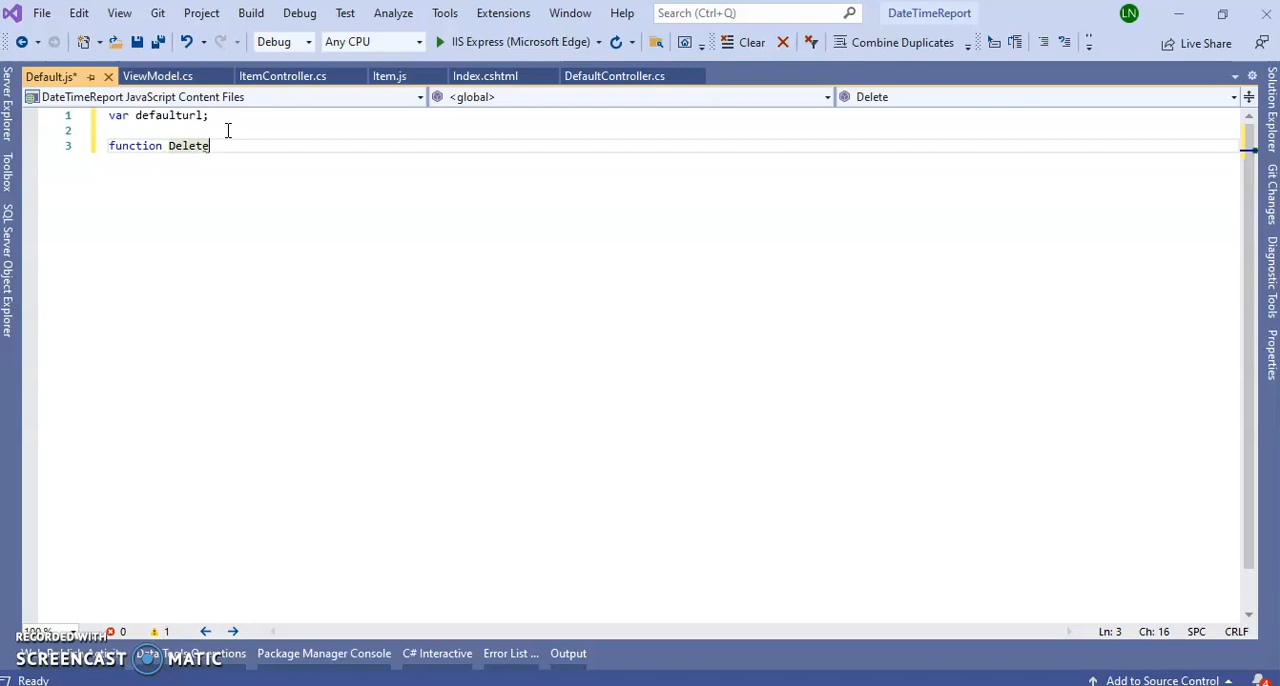 File Edit View Git Project Build Debug Test Analyze Tools Extensions Window Help Search (Ctrl+Q) DateTimeReport LN
Debug Any CPU IIS Express (Microsoft Edge) Clear Combine Duplicates Live Share
Default.js* ViewModel.cs ItemController.cs Item.js Index.cshtml DefaultController.cs
DateTimeReport JavaScript Content Files <global> Delete
1 var defaulturl;
2
3 function Delete
Server Explorer
Toolbox
SQL Server Object Explorer
Solution Explorer
Git Changes
Diagnostic Tools
Properties
0 1 Ln: 3 Ch: 16 SPC CRLF
RECORDED WITH
SCREENCAST MATIC
Package Manager Console C# Interactive Error List ... Output
Ready Add to Source Control 4